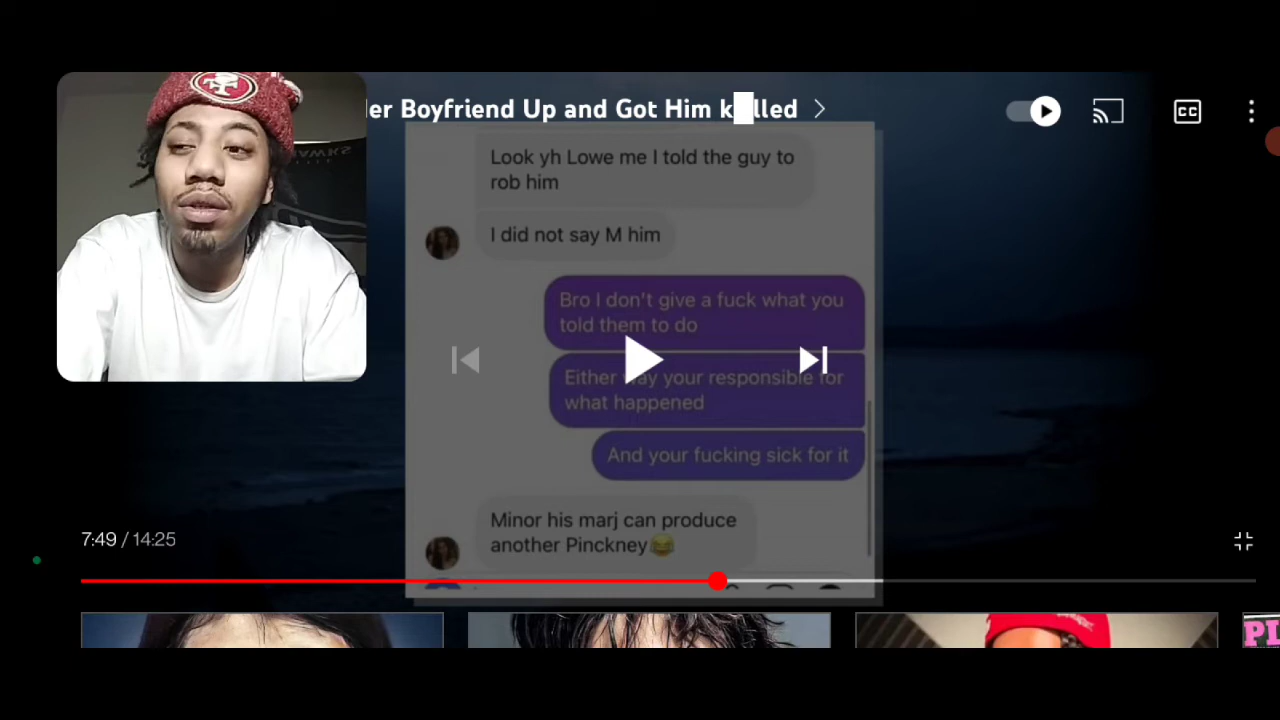 er Boyfriend Up and Got Him k lled
CC
Look yh Lowe me I told the guy to
rob him
I did not say M him
Bro I don't give a fuck what you
told them to do
Either way your responsible for
what happened
And your fucking sick for it
Minor his marj can produce
another Pinckney😂
7:49 / 14:25
PL